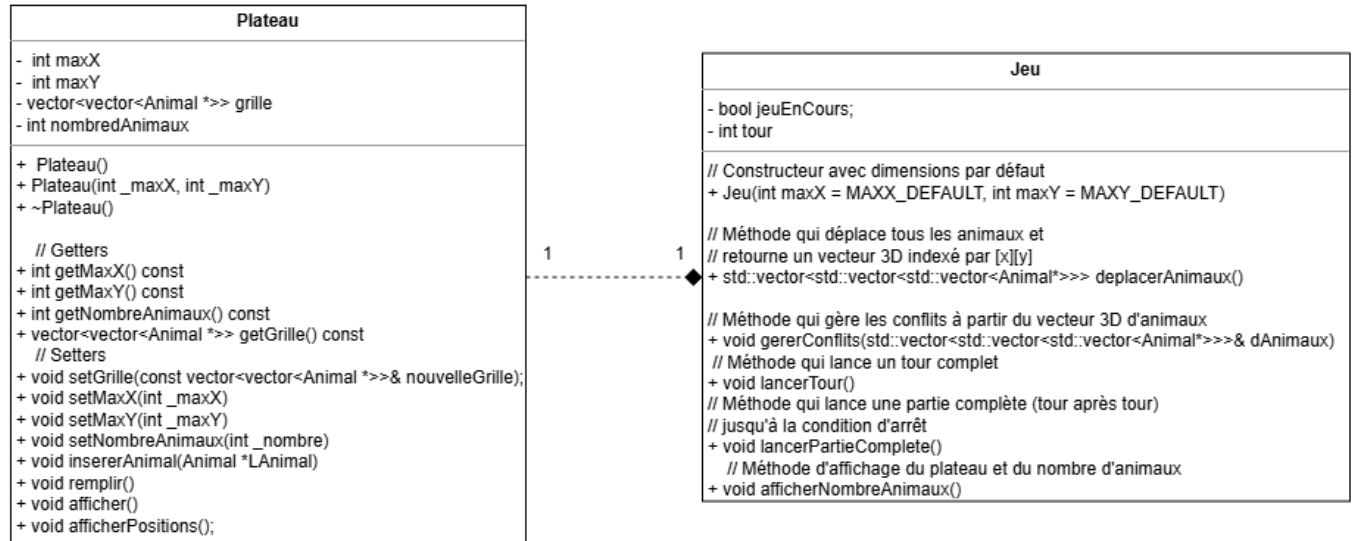 Plateau
- int maxX
- int maxY
- vector<vector<Animal *>> grille
- int nombredAnimaux
+ Plateau()
+ Plateau(int _maxX, int _maxY)
+ ~Plateau()
// Getters
+ int getMaxX() const
+ int getMaxY() const
+ int getNombreAnimaux() const
+ vector<vector<Animal *>> getGrille() const
// Setters
+ void setGrille(const vector<vector<Animal *>>& nouvelleGrille);
+ void setMaxX(int _maxX)
+ void setMaxY(int _maxY)
+ void setNombreAnimaux(int _nombre)
+ void insererAnimal(Animal *LAnimal)
+ void remplir()
+ void afficher()
+ void afficherPositions();
1 1
Jeu
- bool jeuEnCours;
- int tour
// Constructeur avec dimensions par défaut
+ Jeu(int maxX = MAXX_DEFAULT, int maxY = MAXY_DEFAULT)
// Méthode qui déplace tous les animaux et
// retourne un vecteur 3D indexé par [x][y]
+ std::vector<std::vector<std::vector<Animal*>>> deplacerAnimaux()
// Méthode qui gère les conflits à partir du vecteur 3D d'animaux
+ void gererConflits(std::vector<std::vector<std::vector<Animal*>>>& dAnimaux)
// Méthode qui lance un tour complet
+ void lancerTour()
// Méthode qui lance une partie complète (tour après tour)
// jusqu'à la condition d'arrêt
+ void lancerPartieComplete()
// Méthode d'affichage du plateau et du nombre d'animaux
+ void afficherNombreAnimaux()